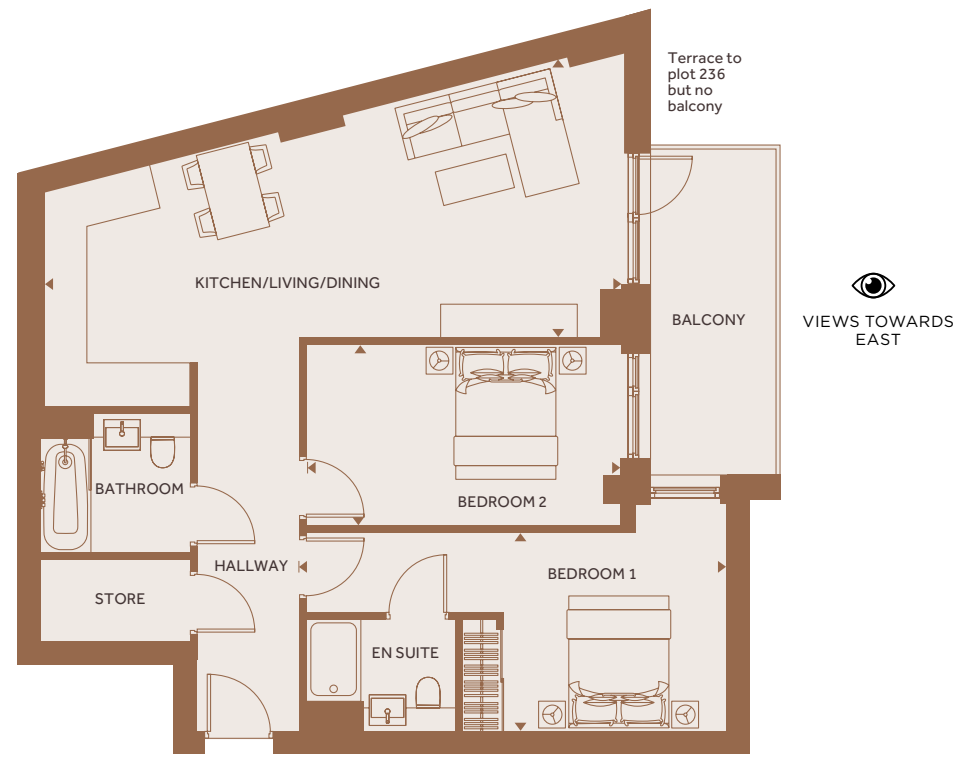 Terrace to
plot 236
but no
balcony
KITCHEN/LIVING/DINING
BALCONY
VIEWS TOWARDS
EAST
BATHROOM
BEDROOM 2
HALLWAY
BEDROOM 1
STORE
EN SUITE